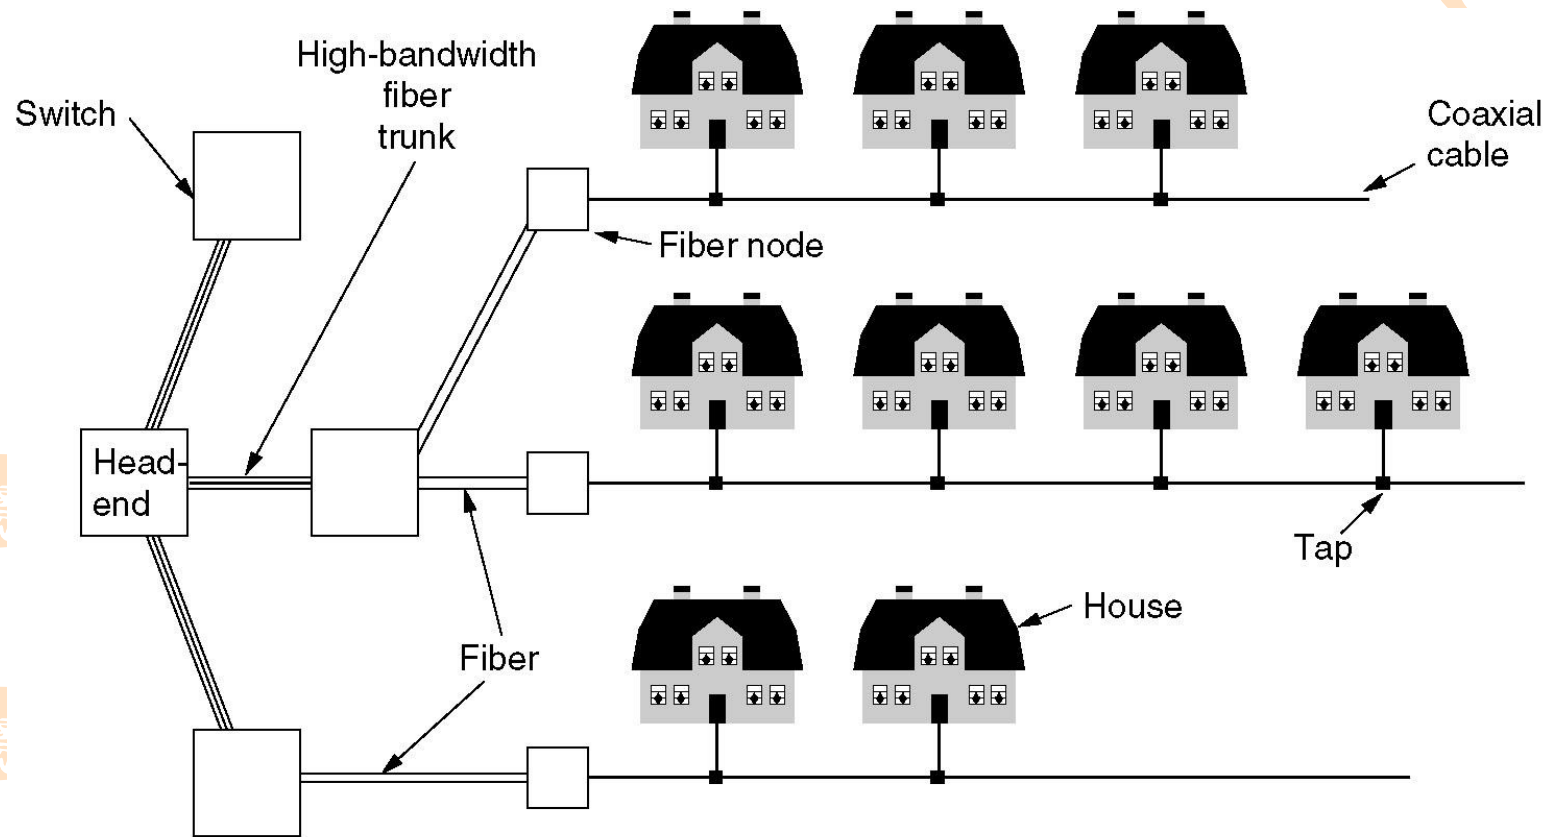 High-bandwidth
fiber
trunk
Switch
Coaxial
cable
Fiber node
Head-
end
Tap
House
Fiber